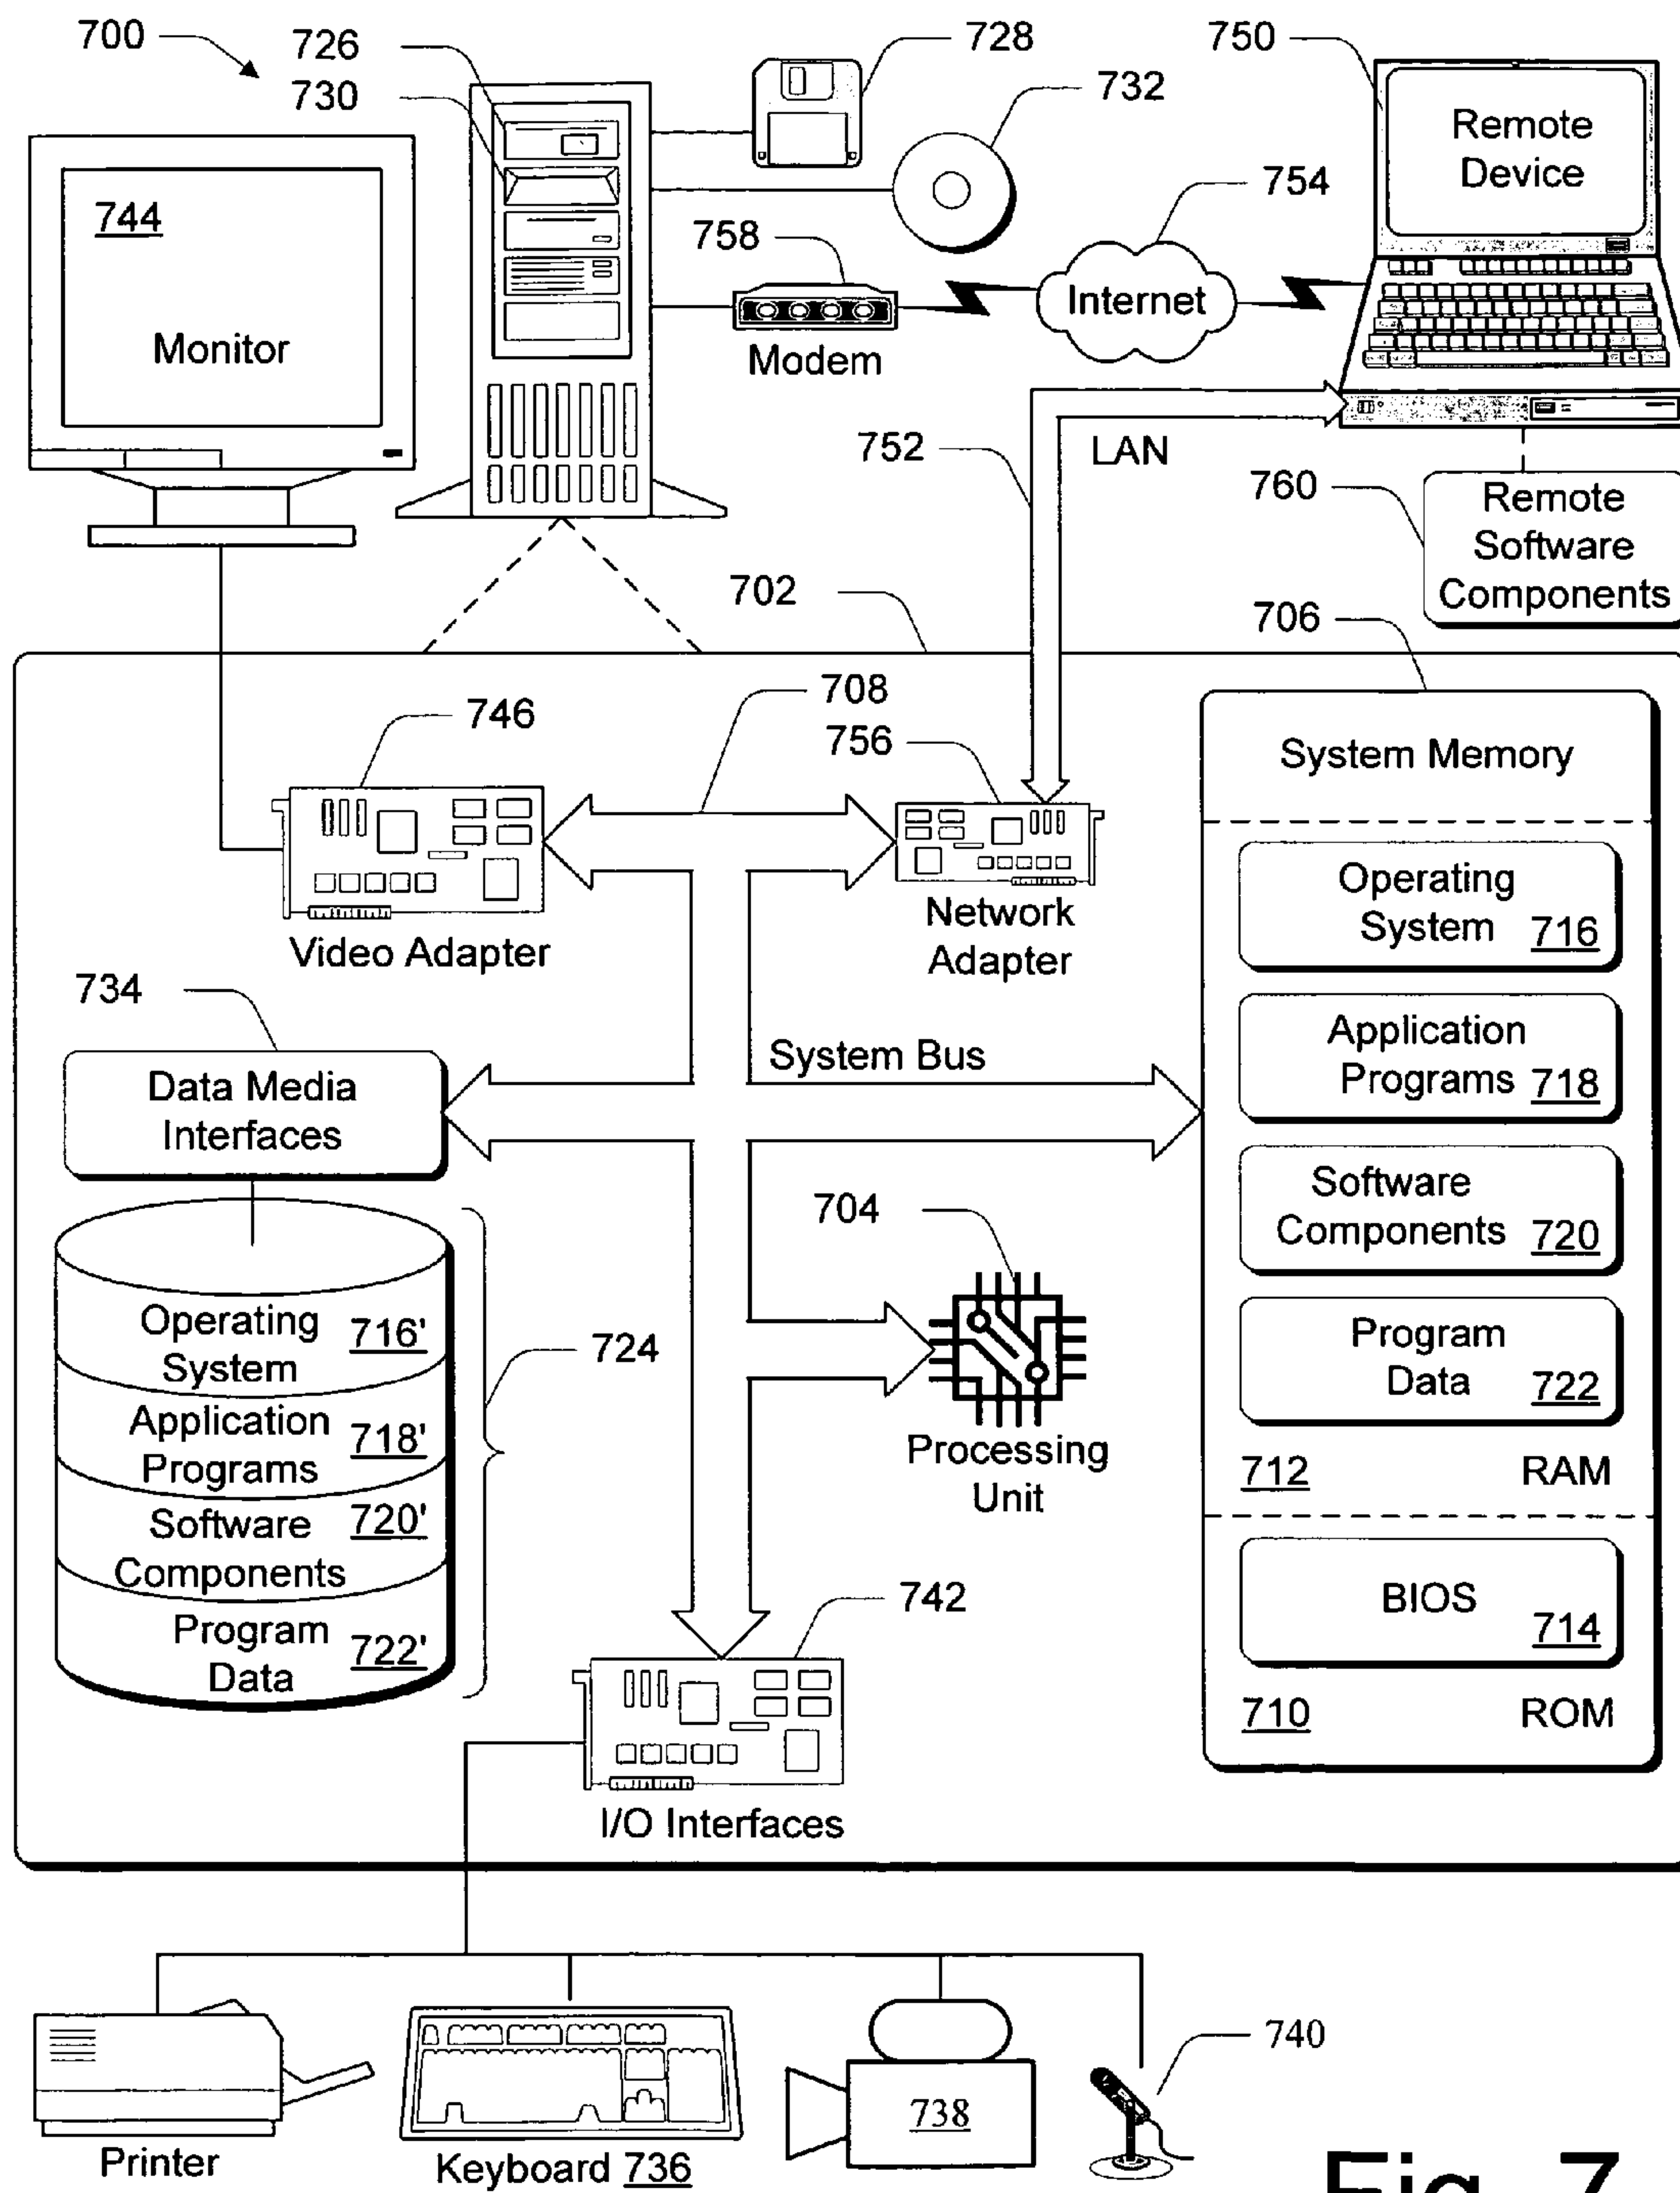 700
726
728
750
730
732
Remote
Device
754
744
758
Internet
Monitor
Modem
752
LAN
760
Remote
Software
Components
702
706
708
746
756
System Memory
Operating
System 716
Video Adapter
Network
Adapter
734
Application
Programs 718
System Bus
Data Media
Interfaces
Software
Components 720
704
Operating
System 716'
724
Program
Data 722
Application
Programs 718'
Processing
Unit
712 RAM
Software
Components 720'
BIOS 714
742
Program
Data 722'
710 ROM
I/O Interfaces
740
738
Printer
Keyboard 736
Fig. 7